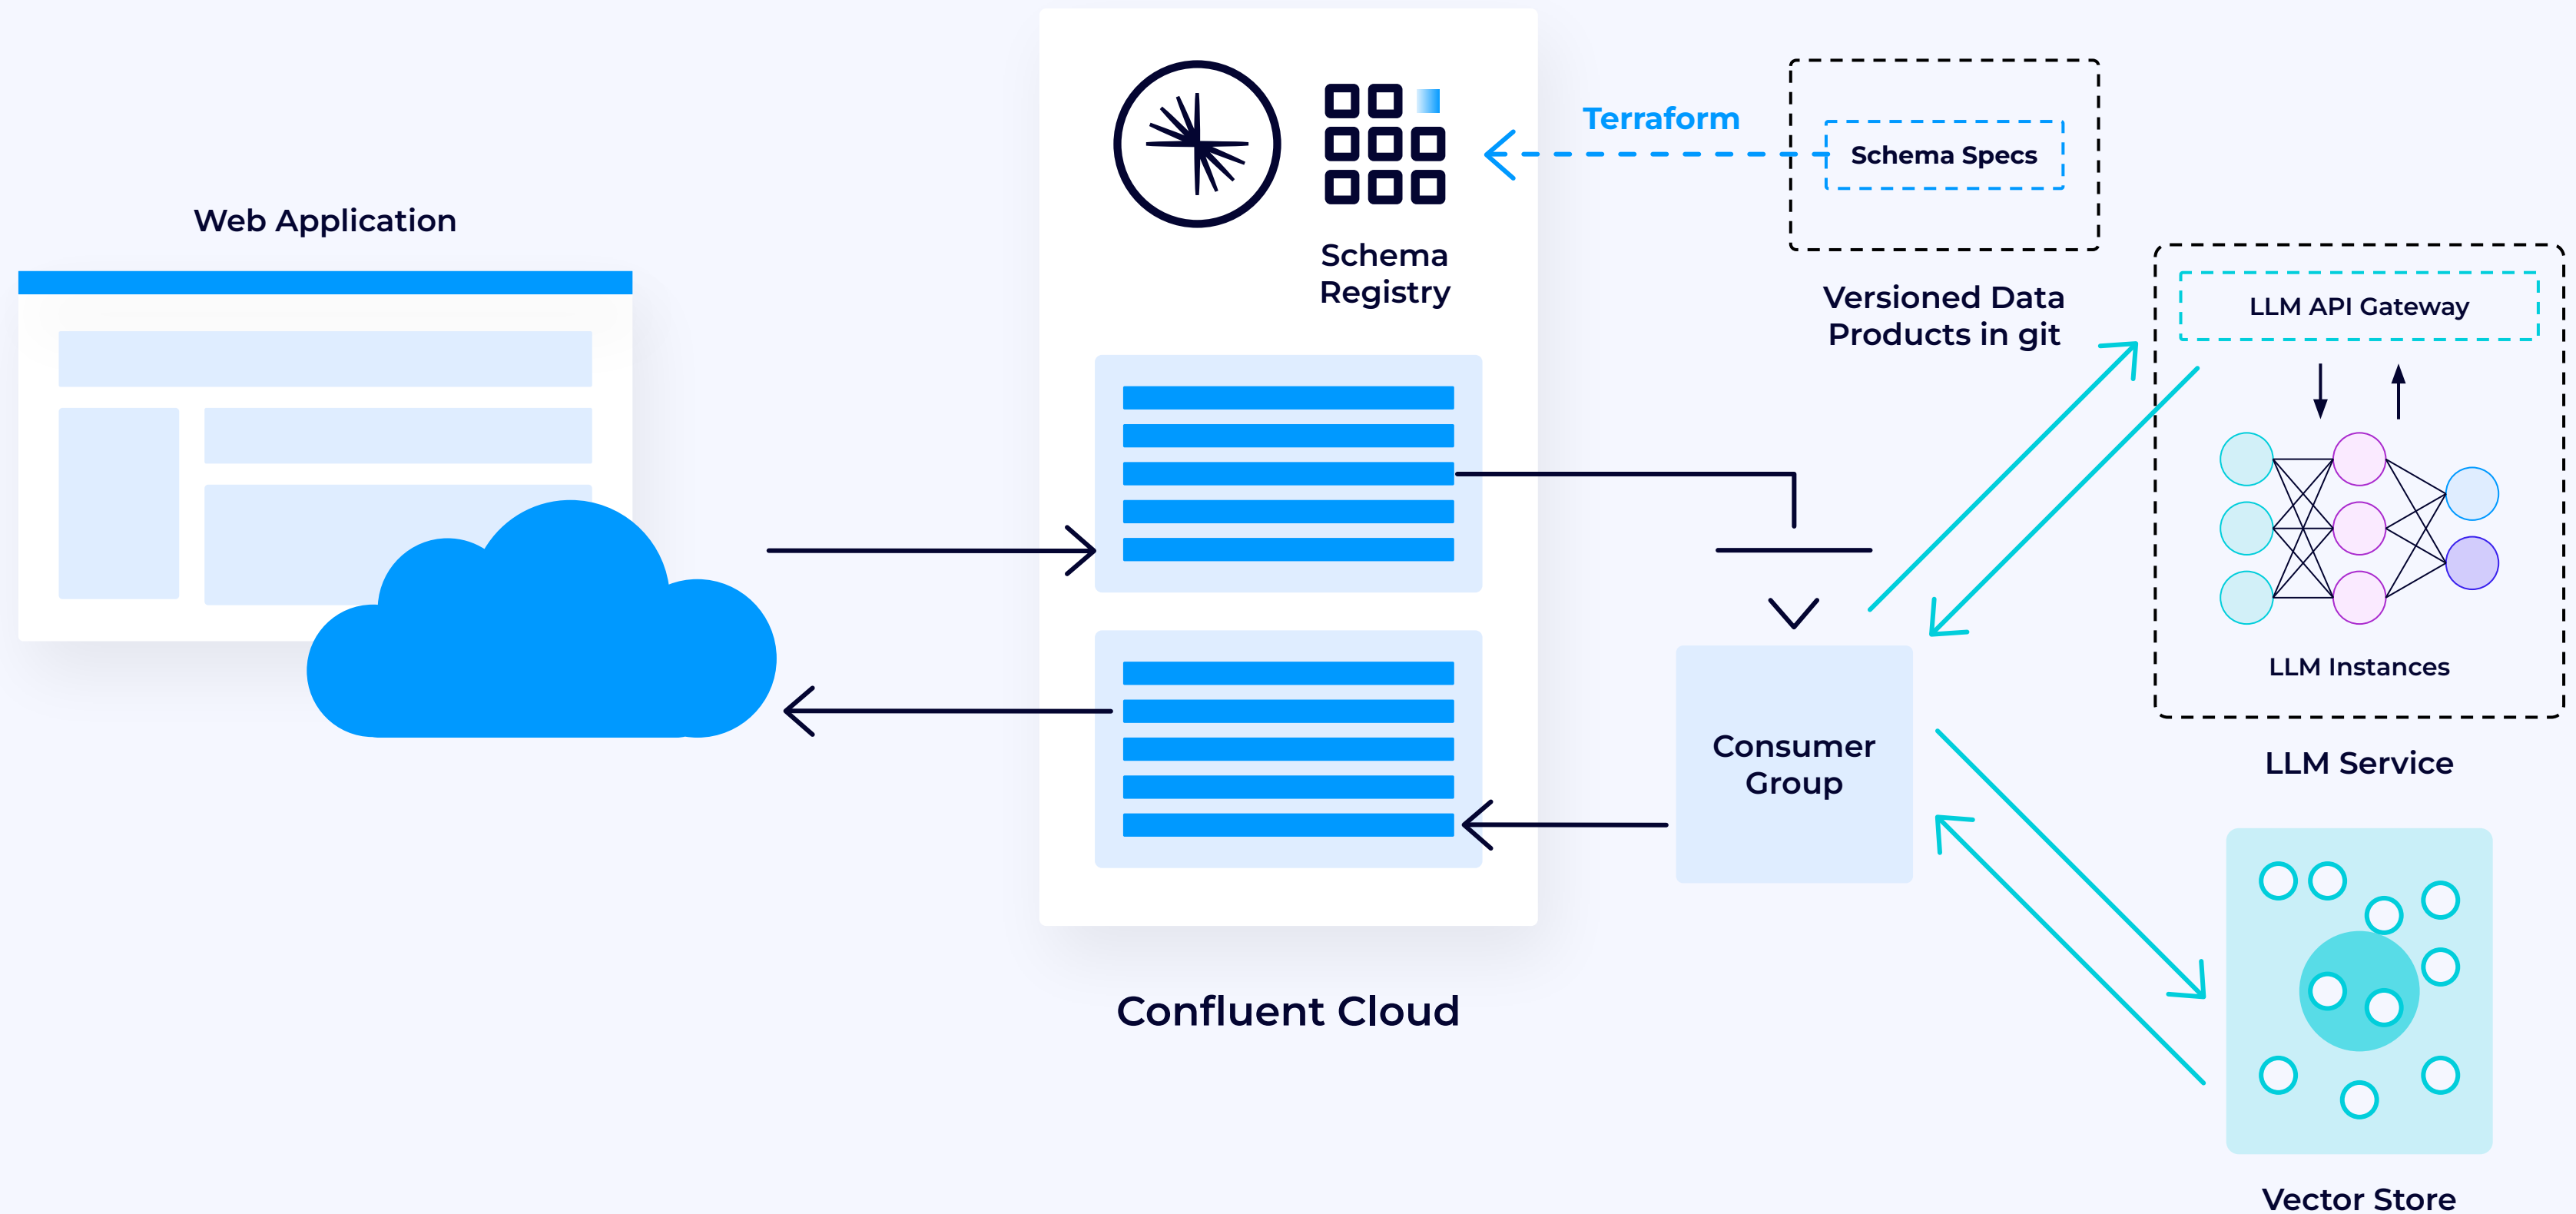 Web Application
Schema
Registry
Terraform
Schema Specs
Versioned Data
Products in git
LLM API Gateway
LLM Instances
LLM Service
Consumer
Group
Confluent Cloud
Vector Store